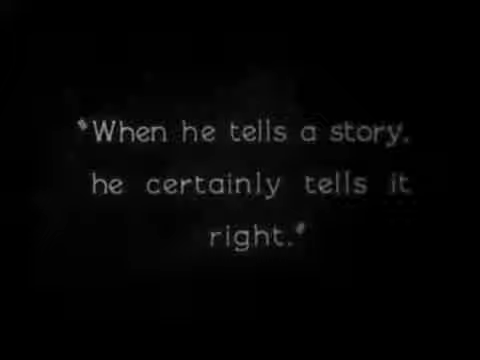 "When he tells a story,
he certainly tells it
right."